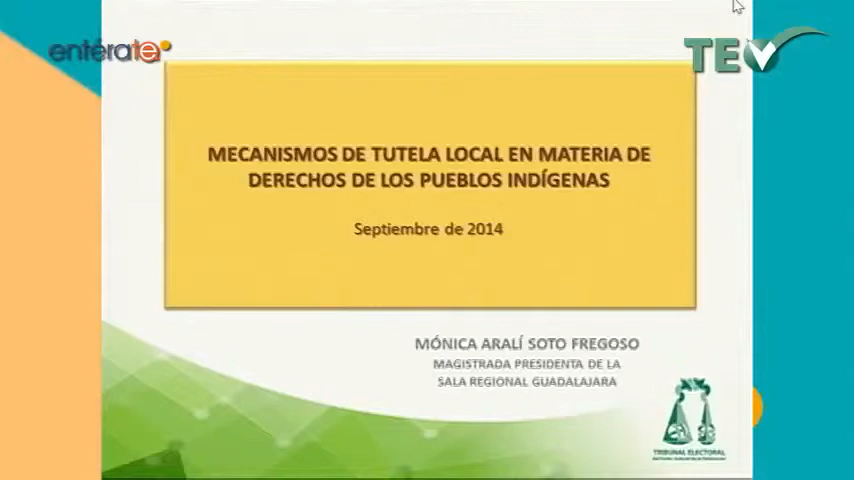 entérate
TEV
MECANISMOS DE TUTELA LOCAL EN MATERIA DE
DERECHOS DE LOS PUEBLOS INDÍGENAS
Septiembre de 2014
MÓNICA ARALÍ SOTO FREGOSO
MAGISTRADA PRESIDENTA DE LA
SALA REGIONAL GUADALAJARA
TRIBUNAL ELECTORAL